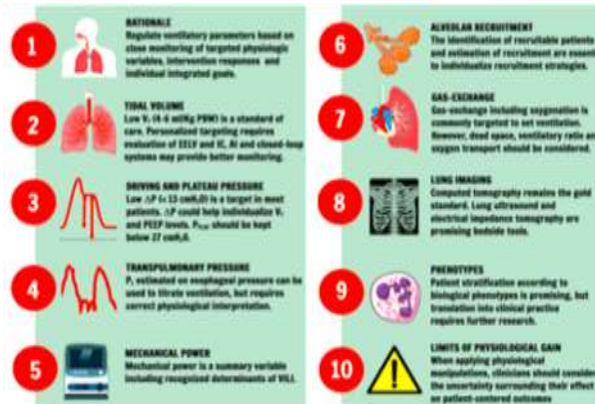 1
RATIONALE
Regulate ventilatory parameters based on
close monitoring of targeted physiologic
variables, intervention responses and
individual integrated goals.
2
TIDAL VOLUME
Low VT (4-6 ml/kg PBW) is a standard of
care. Personalized targeting requires
evaluation of EELV and IC. AI and closed-loop
systems may provide better monitoring.
3
DRIVING AND PLATEAU PRESSURE
Low ΔP (< 13 cmH2O) is a target in most
patients. ΔP could help individualize VT
and PEEP levels. PPLAT should be kept
below 27 cmH2O.
4
TRANSPULMONARY PRESSURE
PL estimated on esophageal pressure can be
used to titrate ventilation, but requires
correct physiological interpretation.
5
MECHANICAL POWER
Mechanical power is a summary variable
including recognized determinants of VILI.
6
ALVEOLAR RECRUITMENT
The identification of recruitable patients
and estimation of recruitment are essent
to individualize recruitment strategies.
7
GAS-EXCHANGE
Gas-exchange including oxygenation is
commonly targeted to set ventilation.
However, dead space, ventilatory ratio an
oxygen transport should be considered.
8
LUNG IMAGING
Computed tomography remains the gold
standard. Lung ultrasound and
electrical impedance tomography are
promising bedside tools.
9
PHENOTYPES
Patient stratification according to
biological phenotypes is promising, but
translation into clinical practice
requires further research.
10
LIMITS OF PHYSIOLOGICAL GAIN
When applying physiological
manipulations, clinicians should consider
the uncertainty surrounding their effect
on patient-centered outcomes